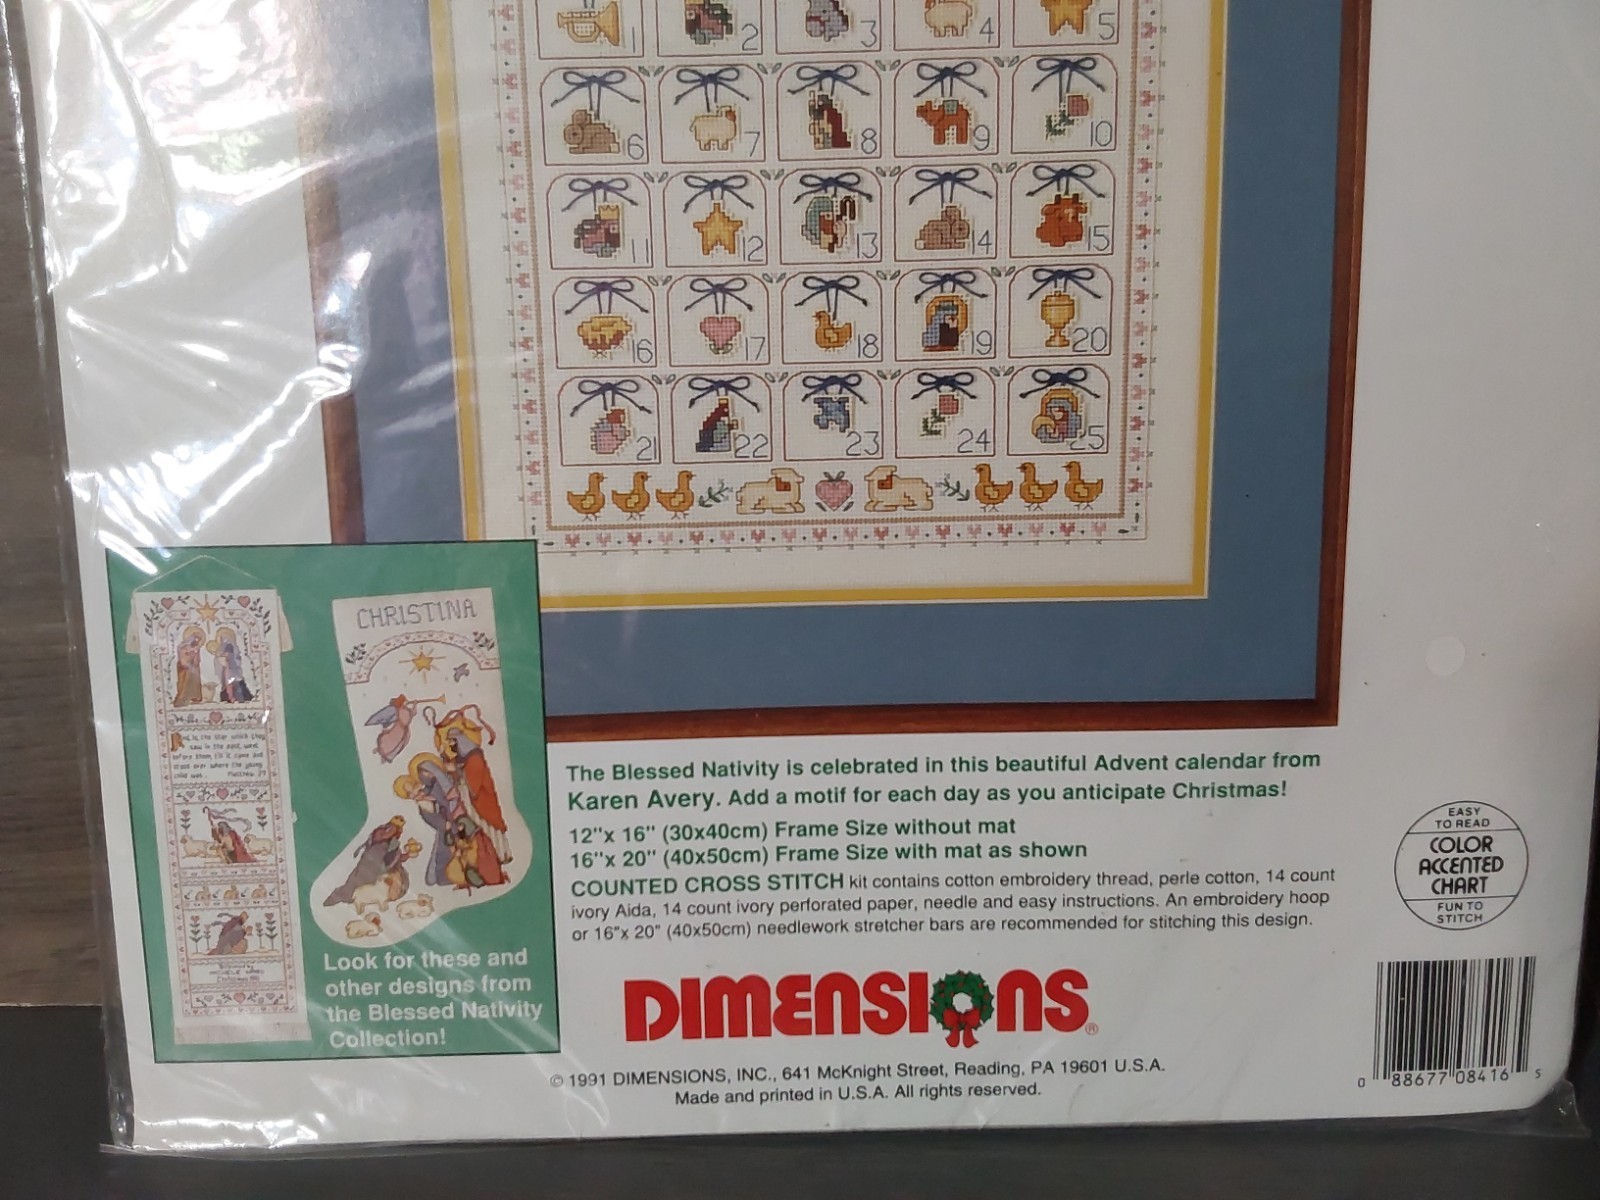 1 2 3 4 5
6 7 8 9 10
11 12 13 14 15
16 17 18 19 20
21 22 23 24 25
CHRISTINA
Look for these and
other designs from
the Blessed Nativity
Collection!
The Blessed Nativity is celebrated in this beautiful Advent calendar from
Karen Avery. Add a motif for each day as you anticipate Christmas!
12"x 16" (30x40cm) Frame Size without mat
16"x 20" (40x50cm) Frame Size with mat as shown
COUNTED CROSS STITCH kit contains cotton embroidery thread, perle cotton, 14 count
ivory Aida, 14 count ivory perforated paper, needle and easy instructions. An embroidery hoop
or 16"x 20" (40x50cm) needlework stretcher bars are recommended for stitching this design.
EASY
TO READ
COLOR
ACCENTED
CHART
FUN TO
STITCH
DIMENSIONS®
© 1991 DIMENSIONS, INC., 641 McKnight Street, Reading, PA 19601 U.S.A.
Made and printed in U.S.A. All rights reserved.
0 88677 08416 5